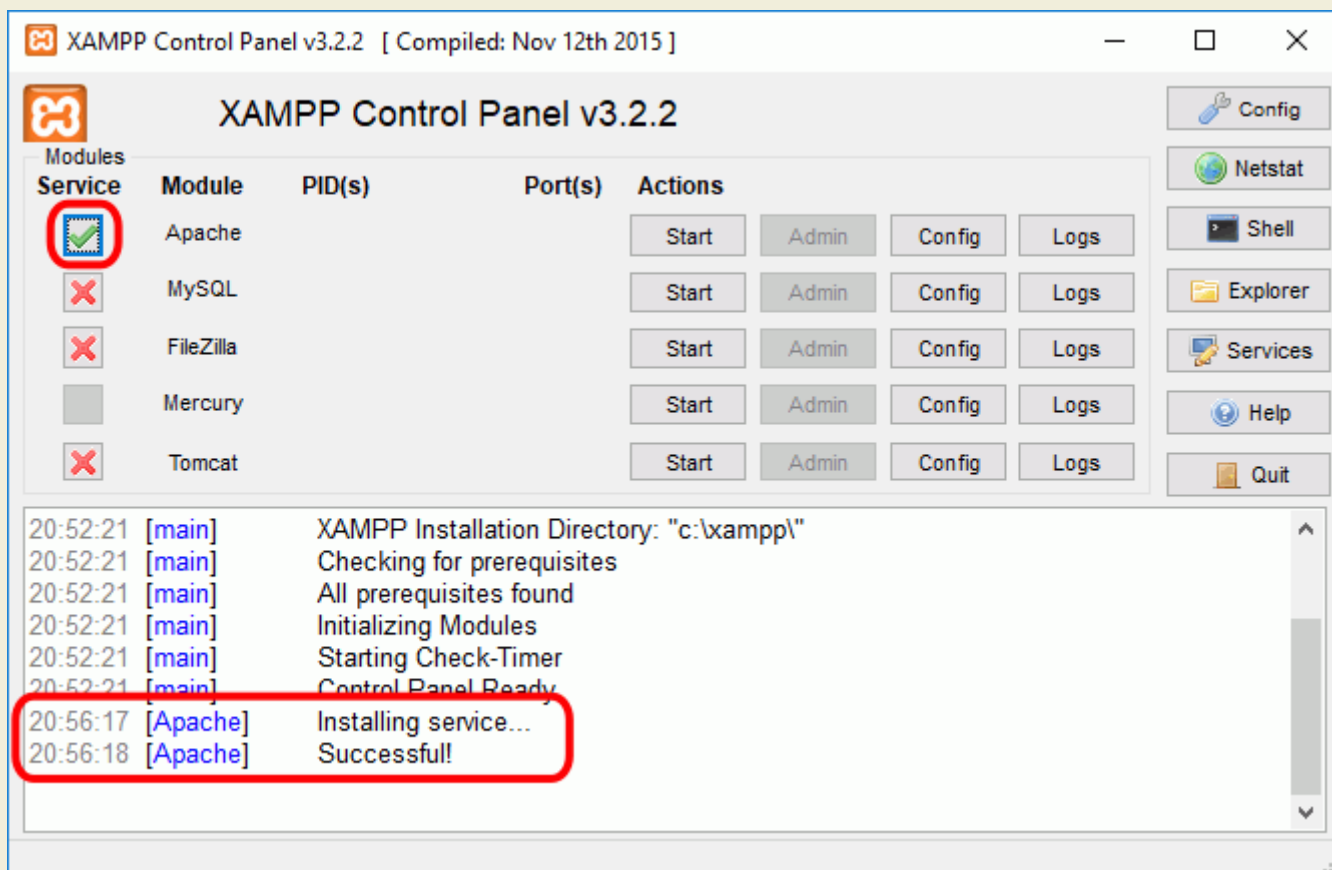 XAMPP Control Panel v3.2.2 [ Compiled: Nov 12th 2015 ]
XAMPP Control Panel v3.2.2
Config
Modules
Service Module PID(s) Port(s) Actions
Netstat
Apache Start Admin Config Logs
Shell
MySQL Start Admin Config Logs
Explorer
FileZilla Start Admin Config Logs
Services
Mercury Start Admin Config Logs
Help
Tomcat Start Admin Config Logs
Quit
20:52:21 [main] XAMPP Installation Directory: "c:\xampp\"
20:52:21 [main] Checking for prerequisites
20:52:21 [main] All prerequisites found
20:52:21 [main] Initializing Modules
20:52:21 [main] Starting Check-Timer
20:52:21 [main] Control Panel Ready
20:56:17 [Apache] Installing service...
20:56:18 [Apache] Successful!